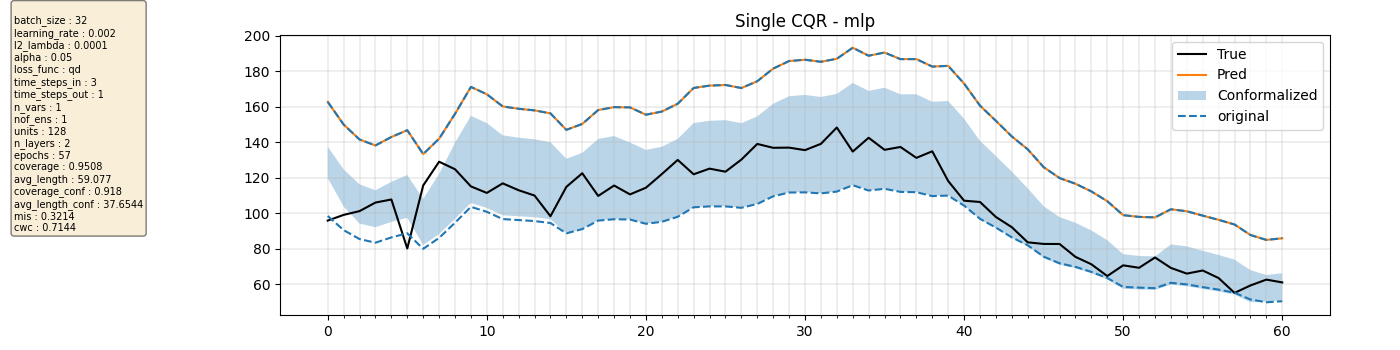 batch_size : 32
learning_rate : 0.002
l2_lambda : 0.0001
alpha : 0.05
loss_func : qd
time_steps_in : 3
time_steps_out : 1
n_vars : 1
nof_ens : 1
units : 128
n_layers : 2
epochs : 57
coverage : 0.9508
avg_length : 59.077
coverage_conf : 0.918
avg_length_conf : 37.6544
mis : 0.3214
cwc : 0.7144
Single CQR - mlp
200
180
160
140
120
100
80
60
True
Pred
Conformalized
original
0 10 20 30 40 50 60